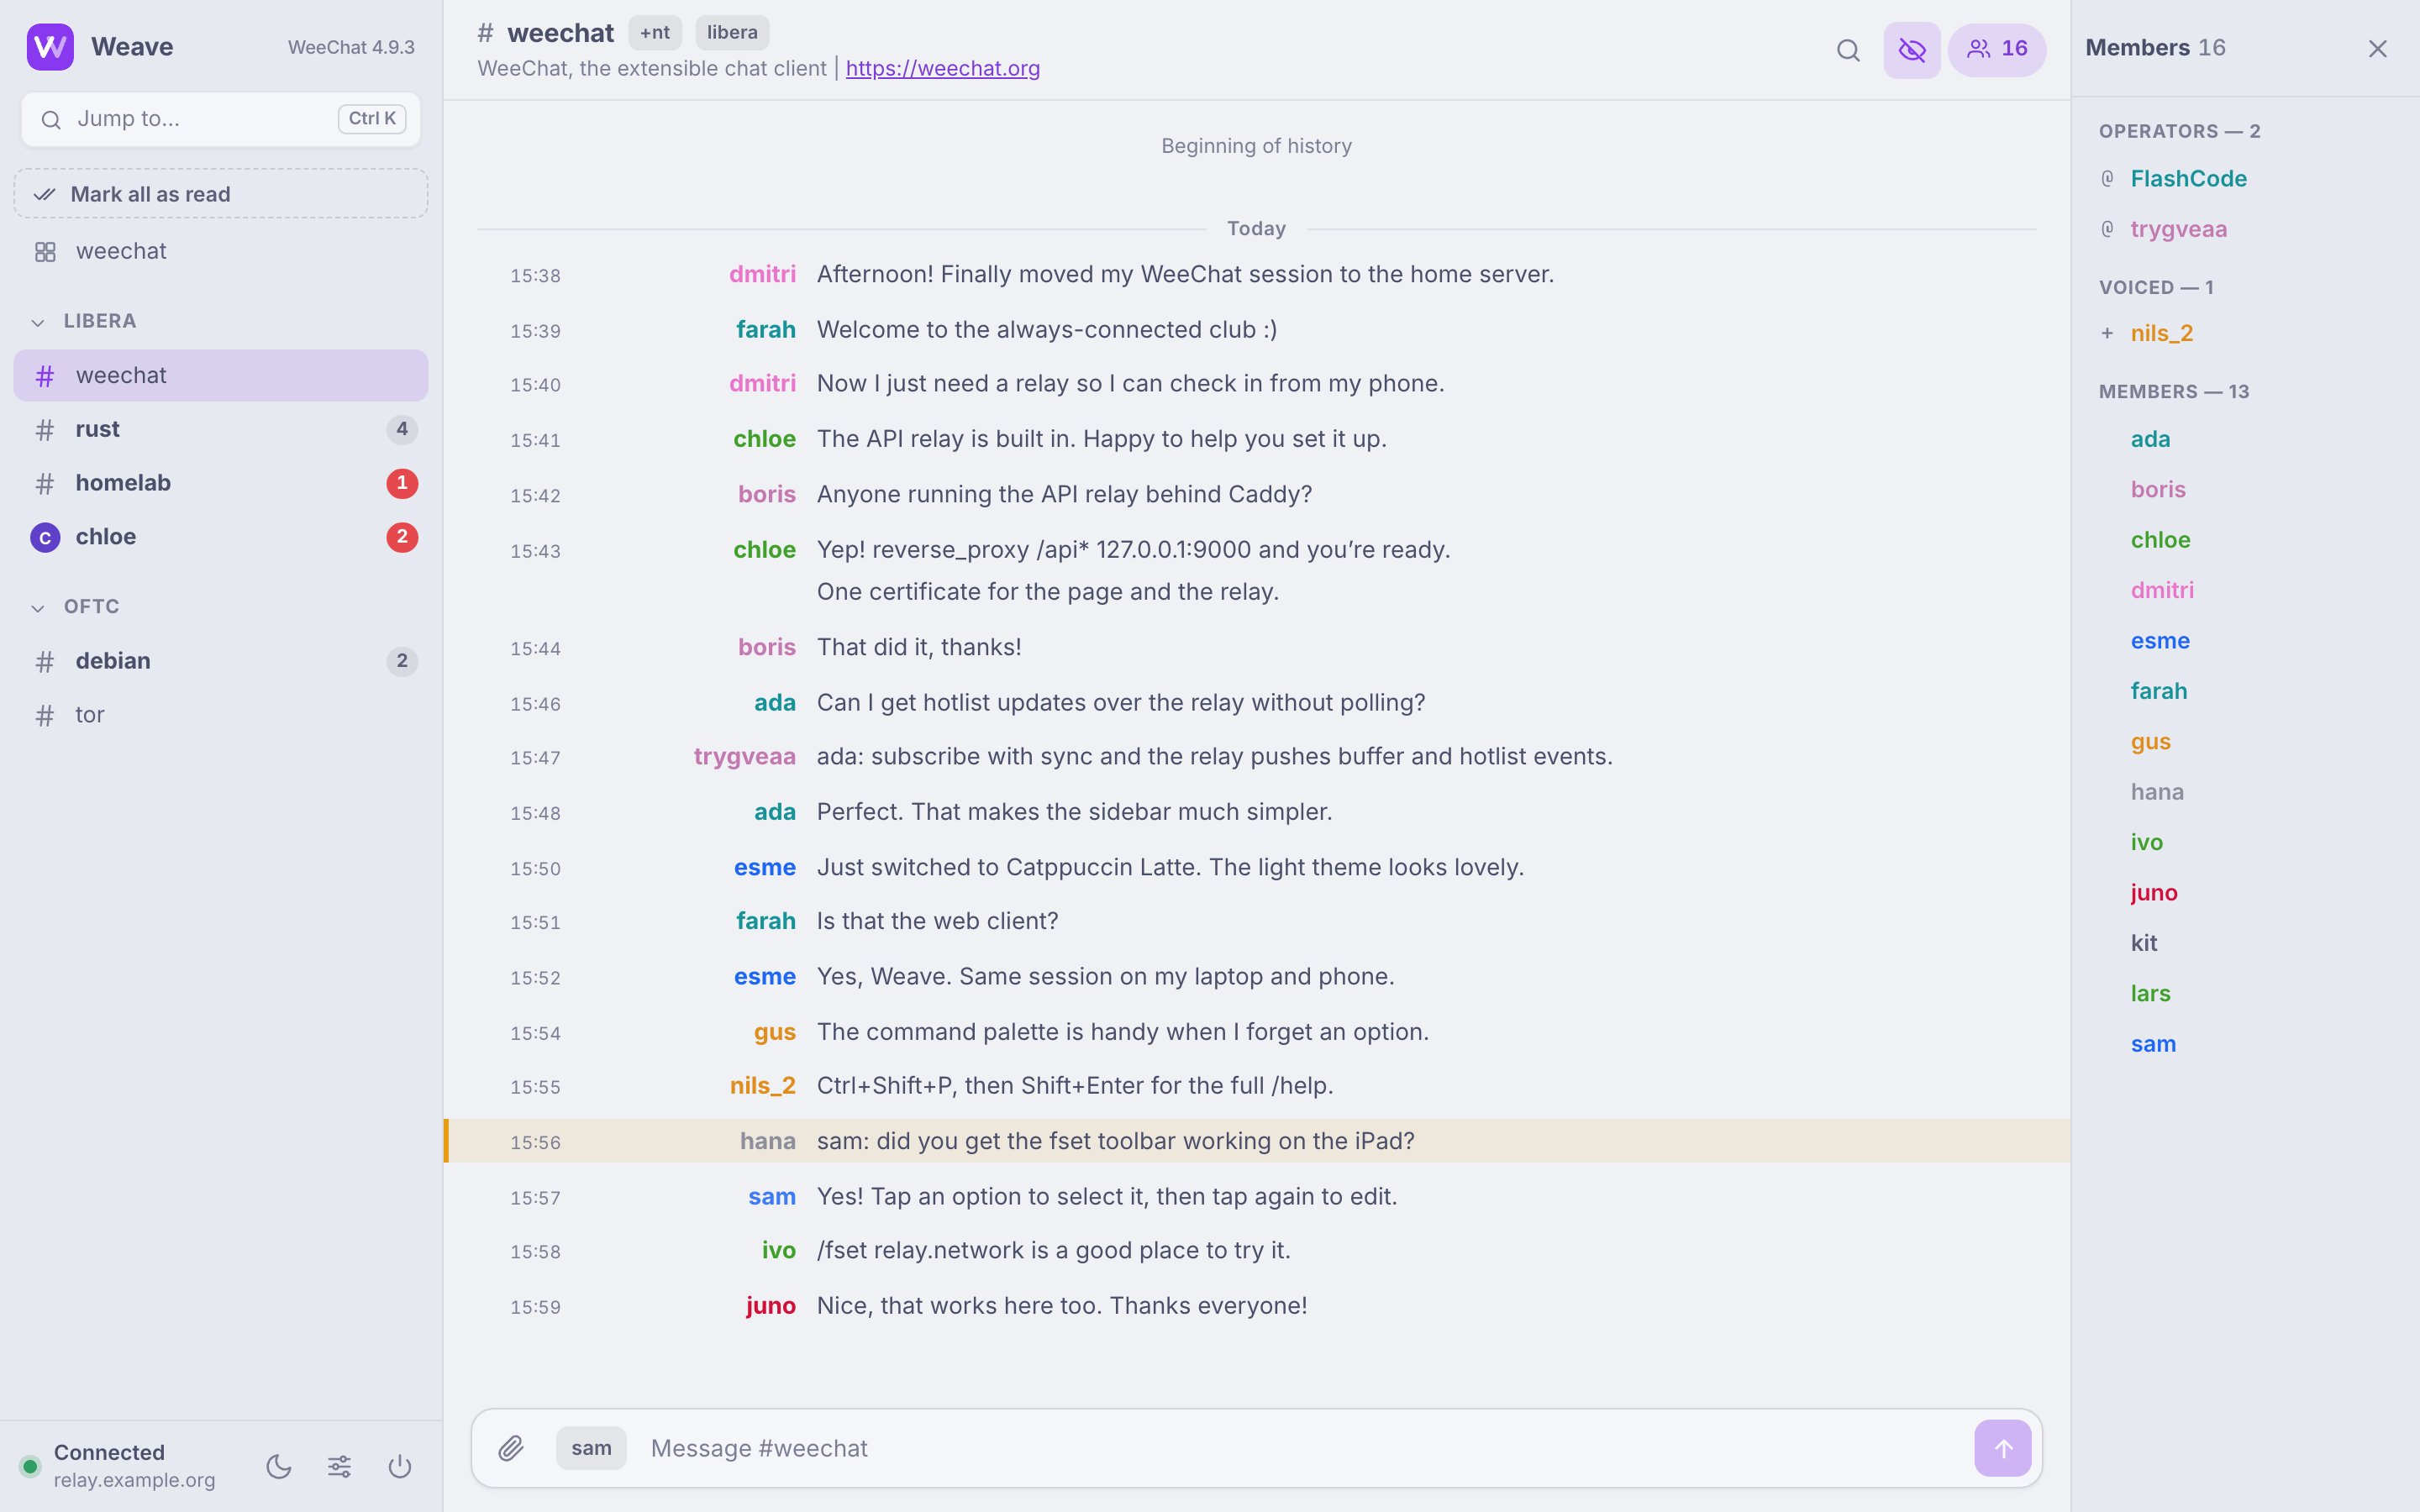 Weave
WeeChat 4.9.3
Jump to...
Ctrl K
Mark all as read
weechat
LIBERA
# weechat
# rust 4
# homelab 1
C chloe 2
OFTC
# debian 2
# tor
Connected
relay.example.org
# weechat +nt libera
WeeChat, the extensible chat client | https://weechat.org
16
Beginning of history
Today
15:38 dmitri Afternoon! Finally moved my WeeChat session to the home server.
15:39 farah Welcome to the always-connected club :)
15:40 dmitri Now I just need a relay so I can check in from my phone.
15:41 chloe The API relay is built in. Happy to help you set it up.
15:42 boris Anyone running the API relay behind Caddy?
15:43 chloe Yep! reverse_proxy /api* 127.0.0.1:9000 and you’re ready.
One certificate for the page and the relay.
15:44 boris That did it, thanks!
15:46 ada Can I get hotlist updates over the relay without polling?
15:47 trygveaa ada: subscribe with sync and the relay pushes buffer and hotlist events.
15:48 ada Perfect. That makes the sidebar much simpler.
15:50 esme Just switched to Catppuccin Latte. The light theme looks lovely.
15:51 farah Is that the web client?
15:52 esme Yes, Weave. Same session on my laptop and phone.
15:54 gus The command palette is handy when I forget an option.
15:55 nils_2 Ctrl+Shift+P, then Shift+Enter for the full /help.
15:56 hana sam: did you get the fset toolbar working on the iPad?
15:57 sam Yes! Tap an option to select it, then tap again to edit.
15:58 ivo /fset relay.network is a good place to try it.
15:59 juno Nice, that works here too. Thanks everyone!
sam Message #weechat
Members 16
OPERATORS — 2
@ FlashCode
@ trygveaa
VOICED — 1
+ nils_2
MEMBERS — 13
ada
boris
chloe
dmitri
esme
farah
gus
hana
ivo
juno
kit
lars
sam